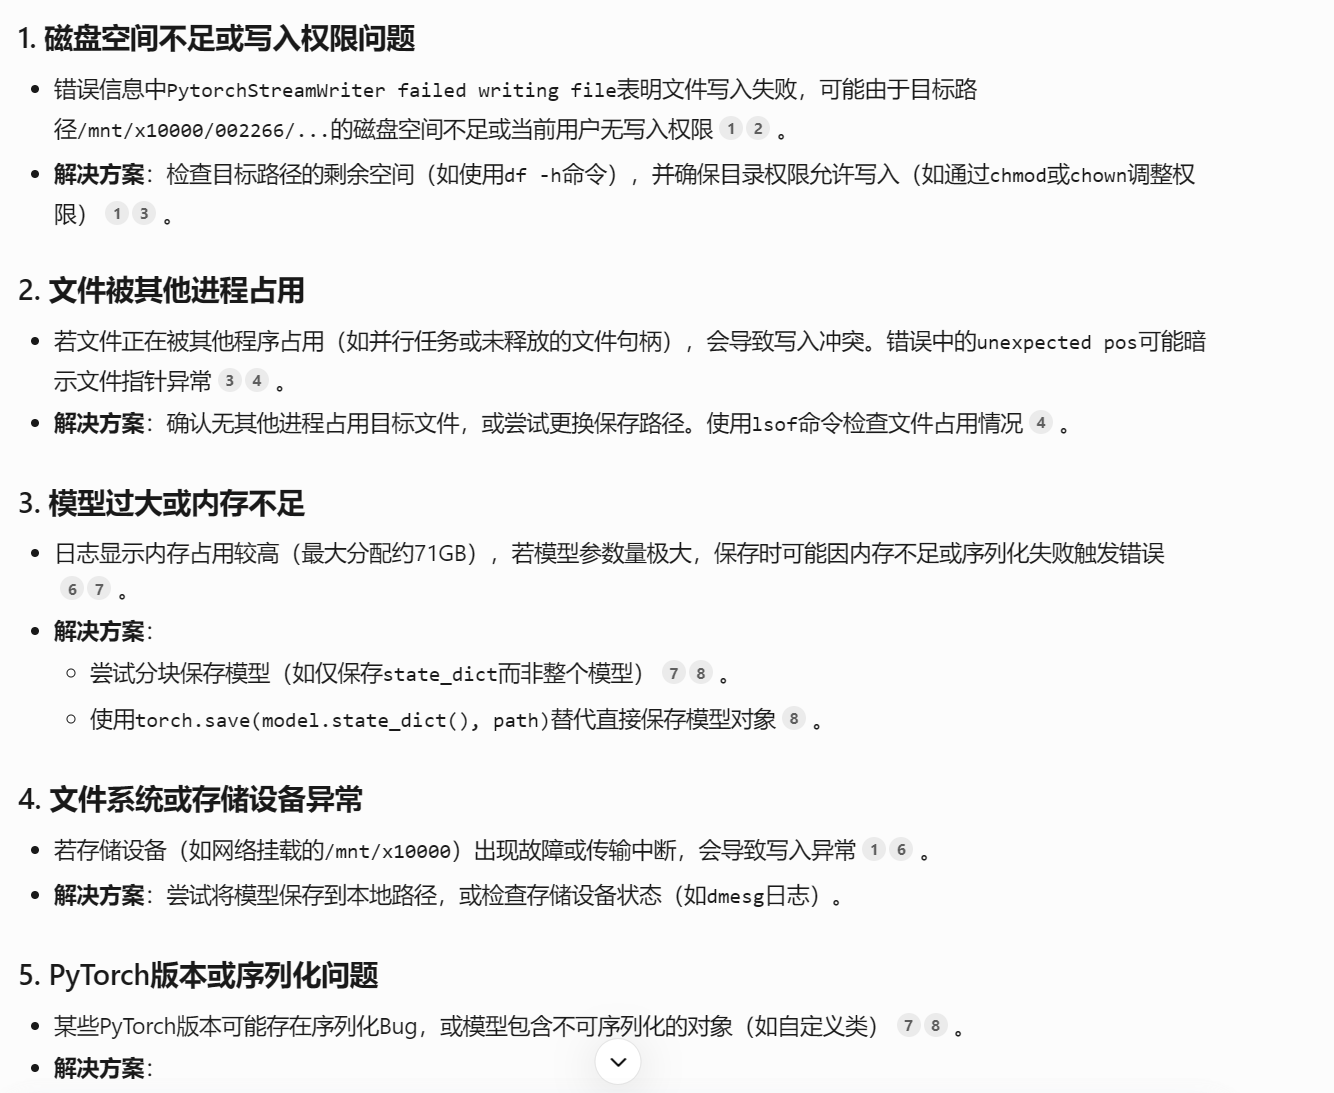 1. 磁盘空间不足或写入权限问题
• 错误信息中PytorchStreamWriter failed writing file表明文件写入失败，可能由于目标路
径/mnt/x10000/002266/...的磁盘空间不足或当前用户无写入权限 1 2 。
• 解决方案：检查目标路径的剩余空间（如使用df -h命令），并确保目录权限允许写入（如通过chmod或chown调整权
限） 1 3 。
2. 文件被其他进程占用
• 若文件正在被其他程序占用（如并行任务或未释放的文件句柄），会导致写入冲突。错误中的unexpected pos可能暗
示文件指针异常 3 4 。
• 解决方案：确认无其他进程占用目标文件，或尝试更换保存路径。使用lsof命令检查文件占用情况 4 。
3. 模型过大或内存不足
• 日志显示内存占用较高（最大分配约71GB），若模型参数量极大，保存时可能因内存不足或序列化失败触发错误
6 7 。
• 解决方案：
◦ 尝试分块保存模型（如仅保存state_dict而非整个模型） 7 8 。
◦ 使用torch.save(model.state_dict(), path)替代直接保存模型对象 8 。
4. 文件系统或存储设备异常
• 若存储设备（如网络挂载的/mnt/x10000）出现故障或传输中断，会导致写入异常 1 6 。
• 解决方案：尝试将模型保存到本地路径，或检查存储设备状态（如dmesg日志）。
5. PyTorch版本或序列化问题
• 某些PyTorch版本可能存在序列化Bug，或模型包含不可序列化的对象（如自定义类） 7 8 。
• 解决方案：